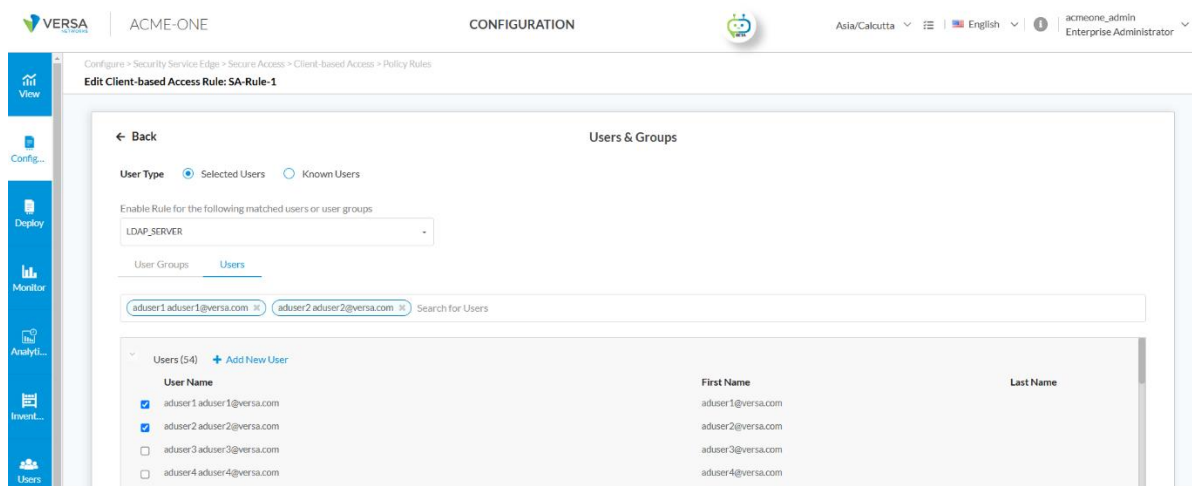 VERSA
NETWORKS
ACME-ONE
CONFIGURATION
BETA
Asia/Calcutta
English
acmeone_admin
Enterprise Administrator
Configure > Security Service Edge > Secure Access > Client-based Access > Policy Rules
Edit Client-based Access Rule: SA-Rule-1
View
Config...
Deploy
Monitor
Analyti...
Invent...
Users
← Back
Users & Groups
User Type Selected Users Known Users
Enable Rule for the following matched users or user groups
LDAP_SERVER
User Groups Users
aduser1 aduser1@versa.com × aduser2 aduser2@versa.com × Search for Users
Users (54) + Add New User
User Name First Name Last Name
aduser1 aduser1@versa.com aduser1@versa.com
aduser2 aduser2@versa.com aduser2@versa.com
aduser3 aduser3@versa.com aduser3@versa.com
aduser4 aduser4@versa.com aduser4@versa.com